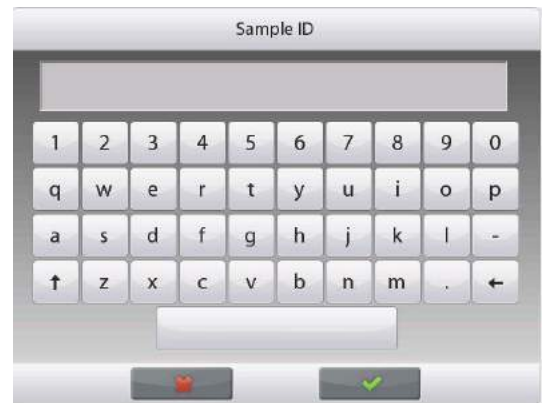 Sample ID
1 2 3 4 5 6 7 8 9 0
q w e r t y u i o p
a s d f g h j k l -
↑ z x c v b n m . ←